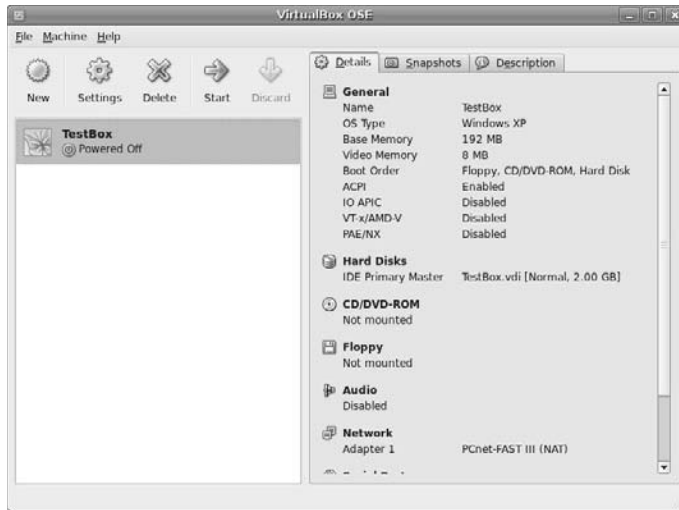 VirtualBox OSE
File Machine Help
New Settings Delete Start Discard
TestBox
Powered Off
Details Snapshots Description
General
Name TestBox
OS Type Windows XP
Base Memory 192 MB
Video Memory 8 MB
Boot Order Floppy, CD/DVD-ROM, Hard Disk
ACPI Enabled
IO APIC Disabled
VT-x/AMD-V Disabled
PAE/NX Disabled
Hard Disks
IDE Primary Master TestBox.vdi [Normal, 2.00 GB]
CD/DVD-ROM
Not mounted
Floppy
Not mounted
Audio
Disabled
Network
Adapter 1 PCnet-FAST III (NAT)